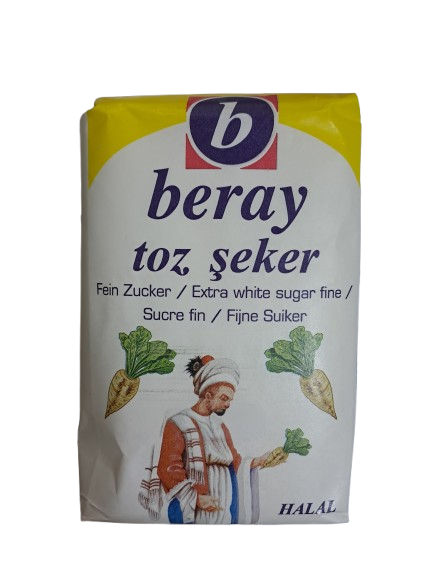 b
beray
toz şeker
Fein Zucker / Extra white sugar fine /
Sucre fin / Fijne Suiker
HALAL